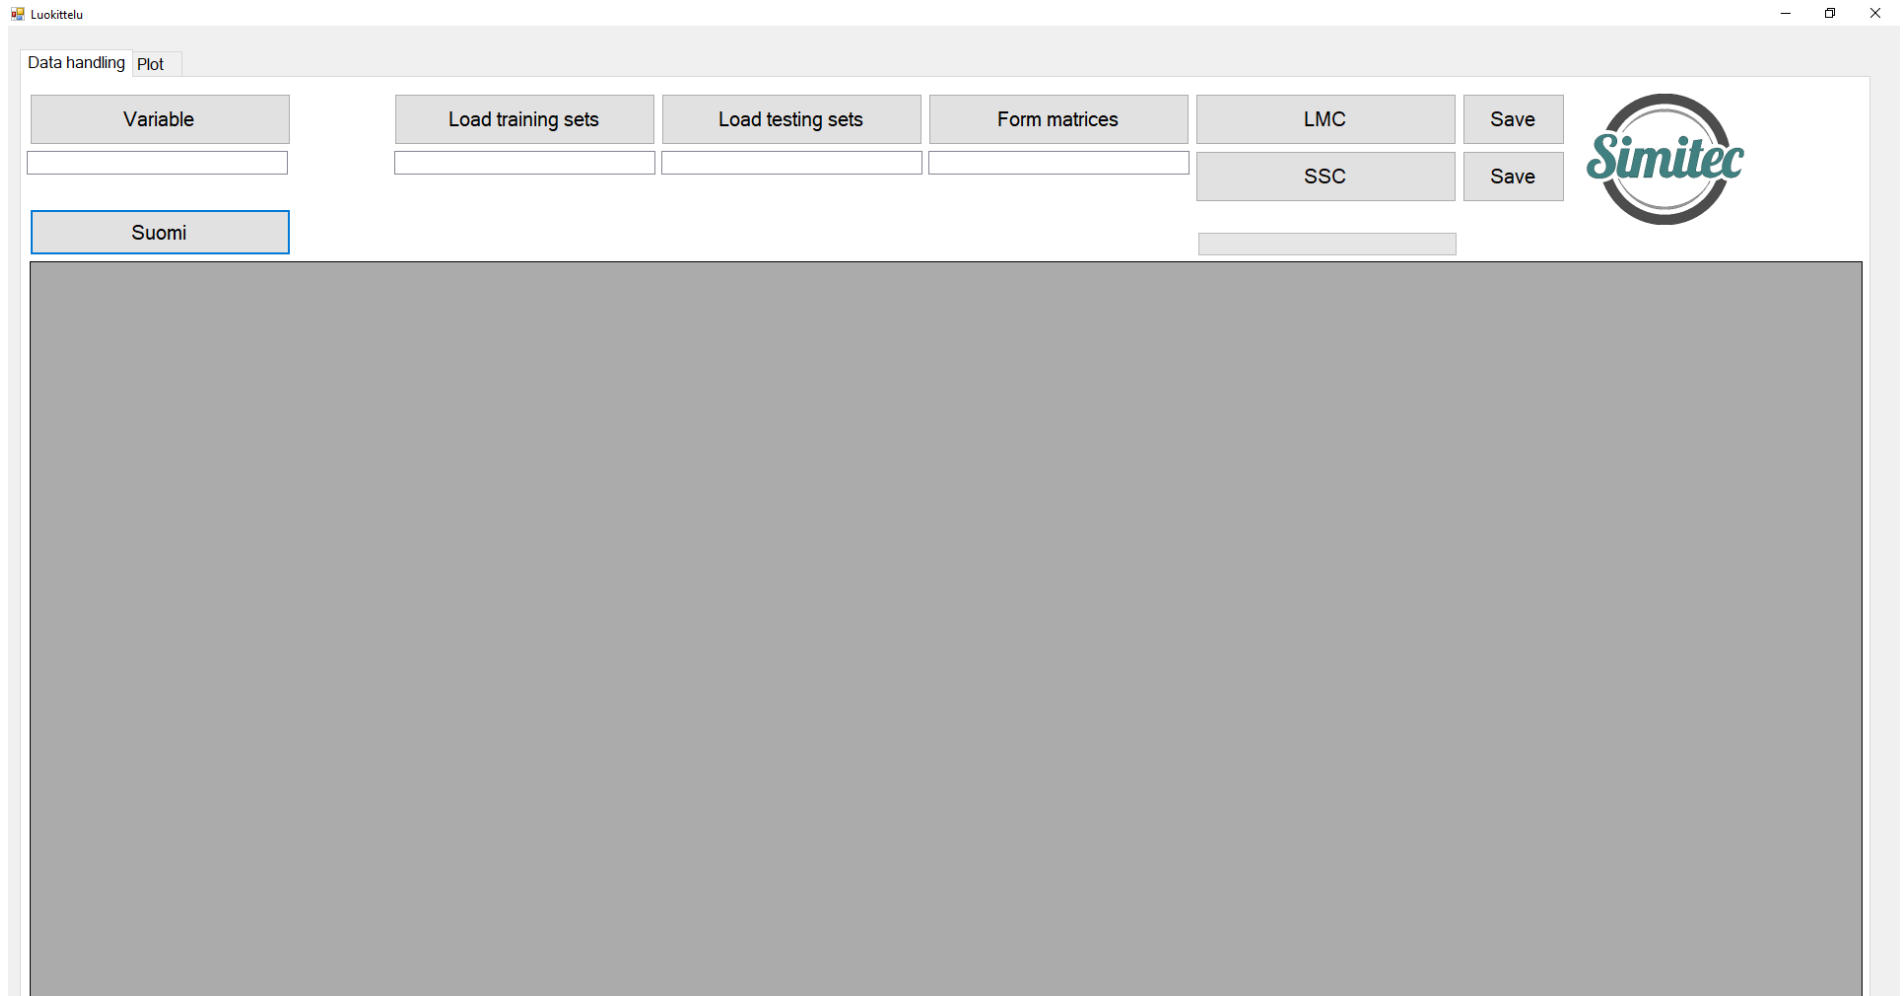 Luokittelu
Data handling Plot
Variable Load training sets Load testing sets Form matrices LMC Save
SSC Save
Simitec
Suomi